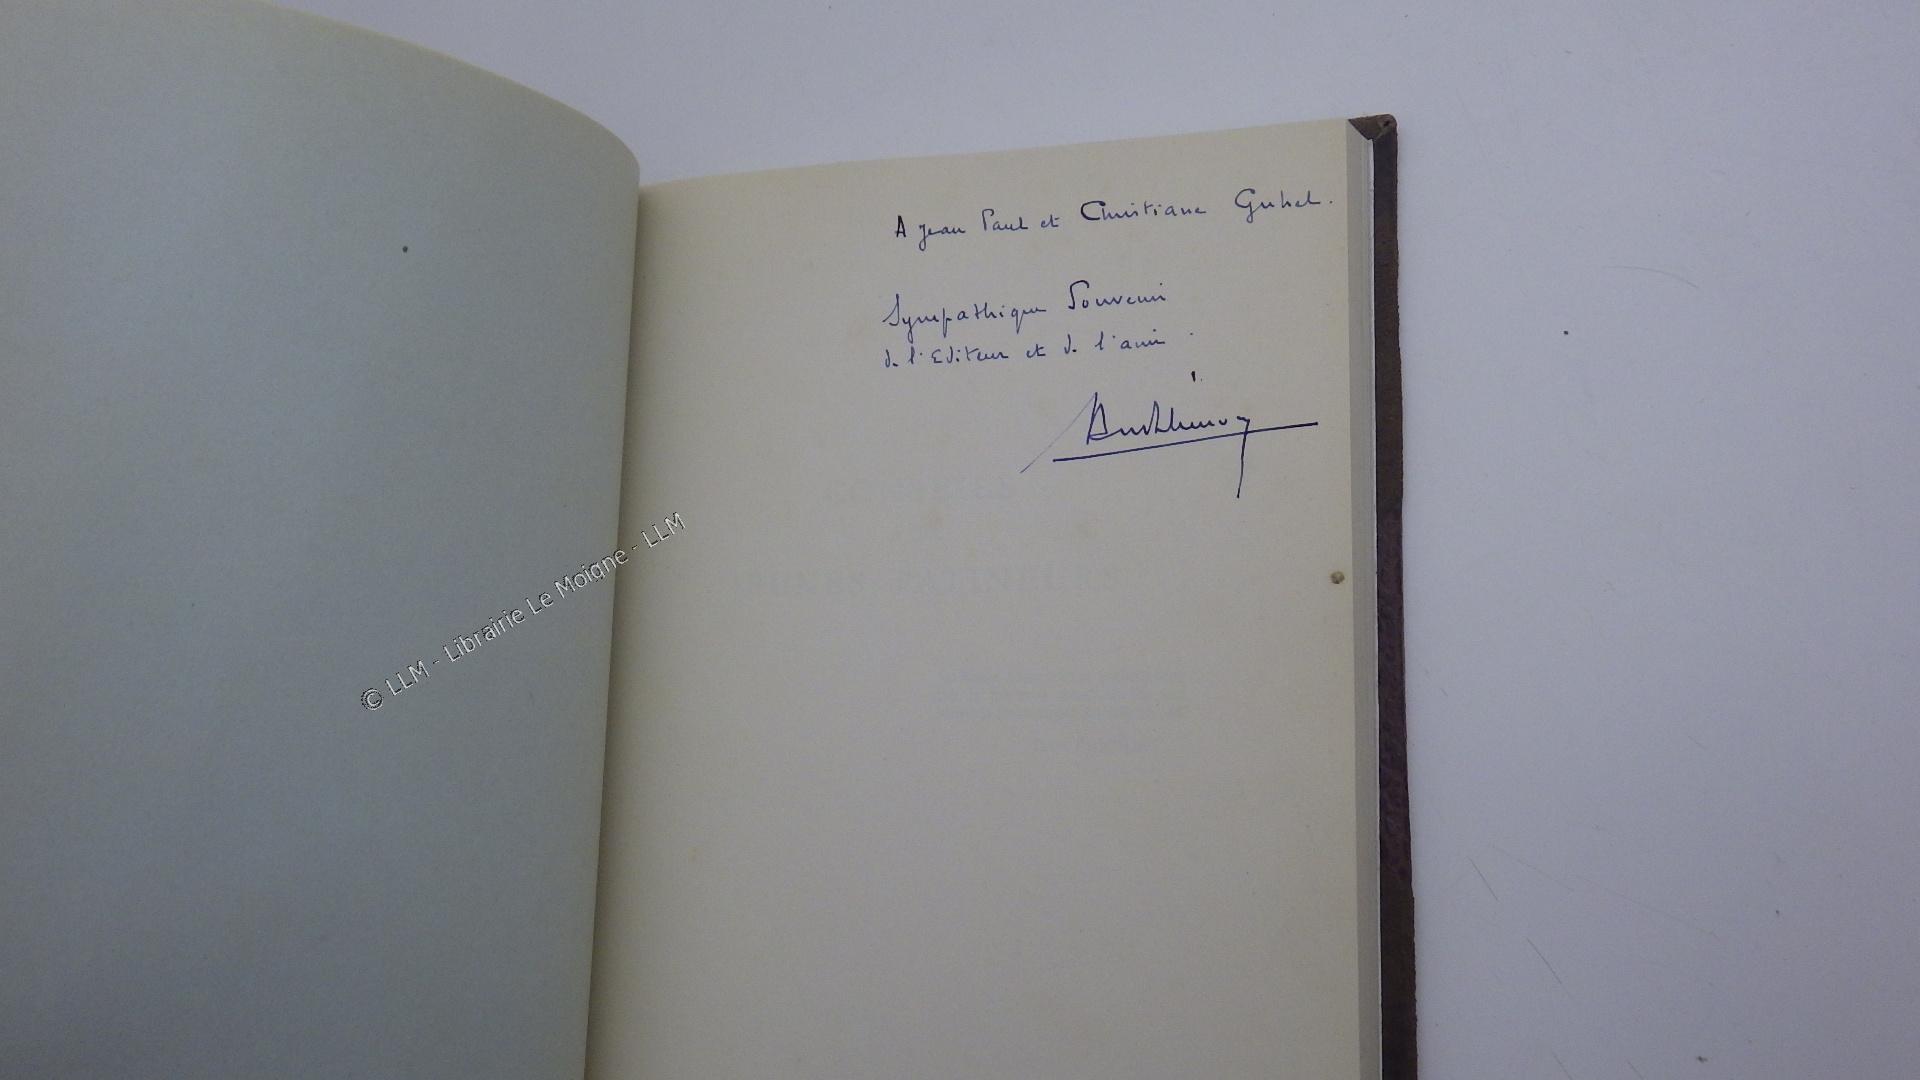 A Jean Paul et Christiane Guhel.
Sympathique Souvenir
de l'Editeur et de l'ami.
© LLM - Librairie Le Moigne - LLM